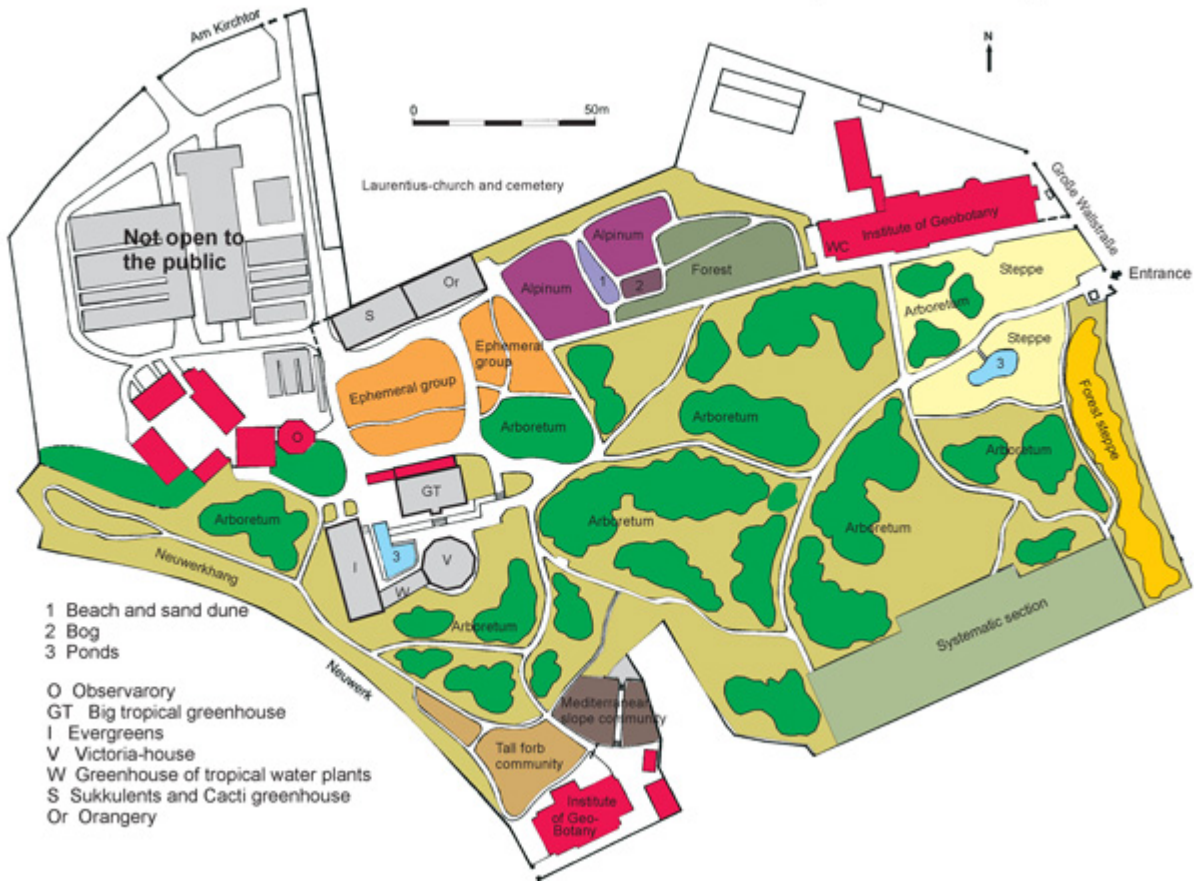 Am Kirchtor
N
0 50m
Laurentius-church and cemetery
Große Wallstraße
Institute of Geobotany
WC
Not open to
the public
Alpinum
Steppe
Entrance
Or
Alpinum
1
2
Forest
Arboretum
S
Ephemeral
group
Steppe
3
Ephemeral group
Forest steppe
Arboretum
Arboretum
O
Arboretum
GT
Arboretum
Arboretum
Arboretum
3
V
I
W
Neuwerkhang
Arboretum
Systematic section
Neuwerk
Mediterranean
slope community
Tall forb
community
Institute
of Geo-
Botany
1 Beach and sand dune
2 Bog
3 Ponds
O Observarory
GT Big tropical greenhouse
I Evergreens
V Victoria-house
W Greenhouse of tropical water plants
S Sukkulents and Cacti greenhouse
Or Orangery